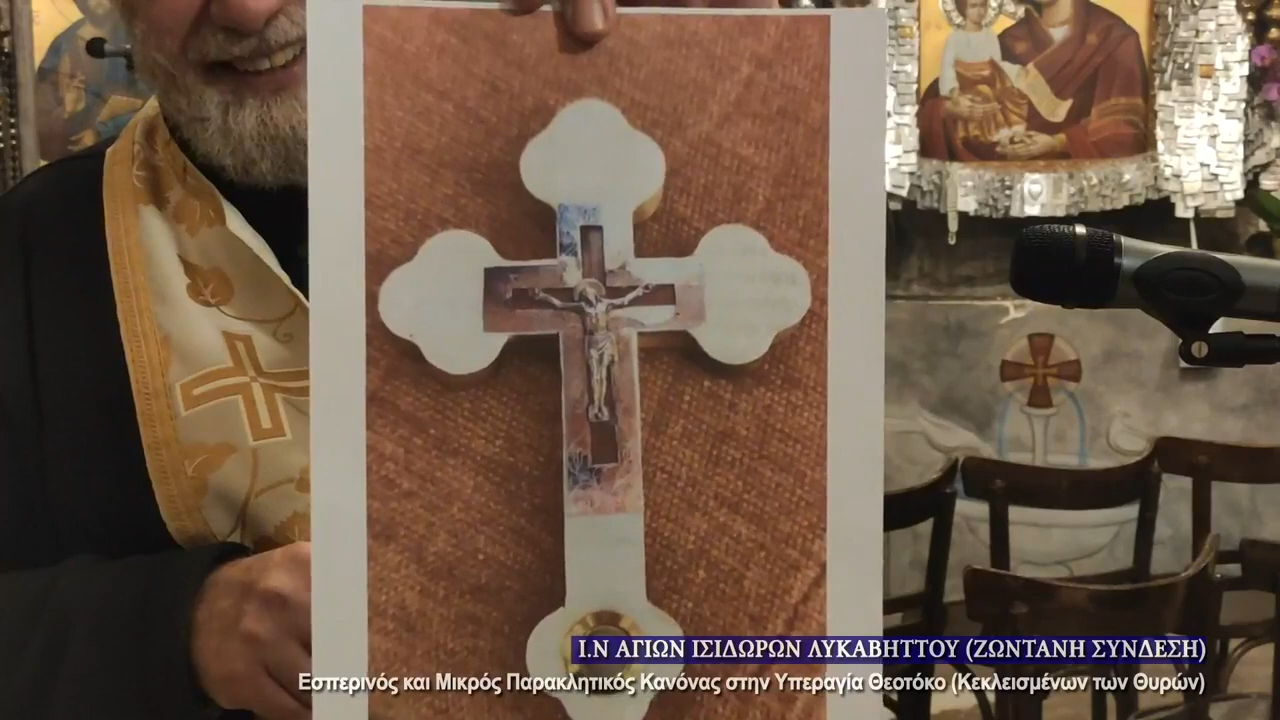 Ι.Ν ΑΓΙΩΝ ΙΣΙΔΩΡΩΝ ΛΥΚΑΒΗΤΤΟΥ (ΖΩΝΤΑΝΗ ΣΥΝΔΕΣΗ)
Εσπερινός και Μικρός Παρακλητικός Κανόνας στην Υπεραγία Θεοτόκο (Κεκλεισμένων των Θυρών)